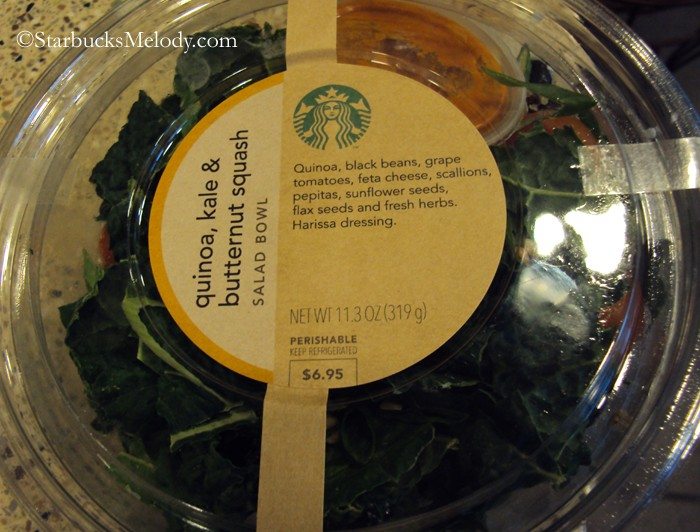 ©StarbucksMelody.com
quinoa, kale &
butternut squash
SALAD BOWL
Quinoa, black beans, grape
tomatoes, feta cheese, scallions,
pepitas, sunflower seeds,
flax seeds and fresh herbs.
Harissa dressing.
NET WT 11.3 OZ (319 g)
PERISHABLE
KEEP REFRIGERATED
$6.95